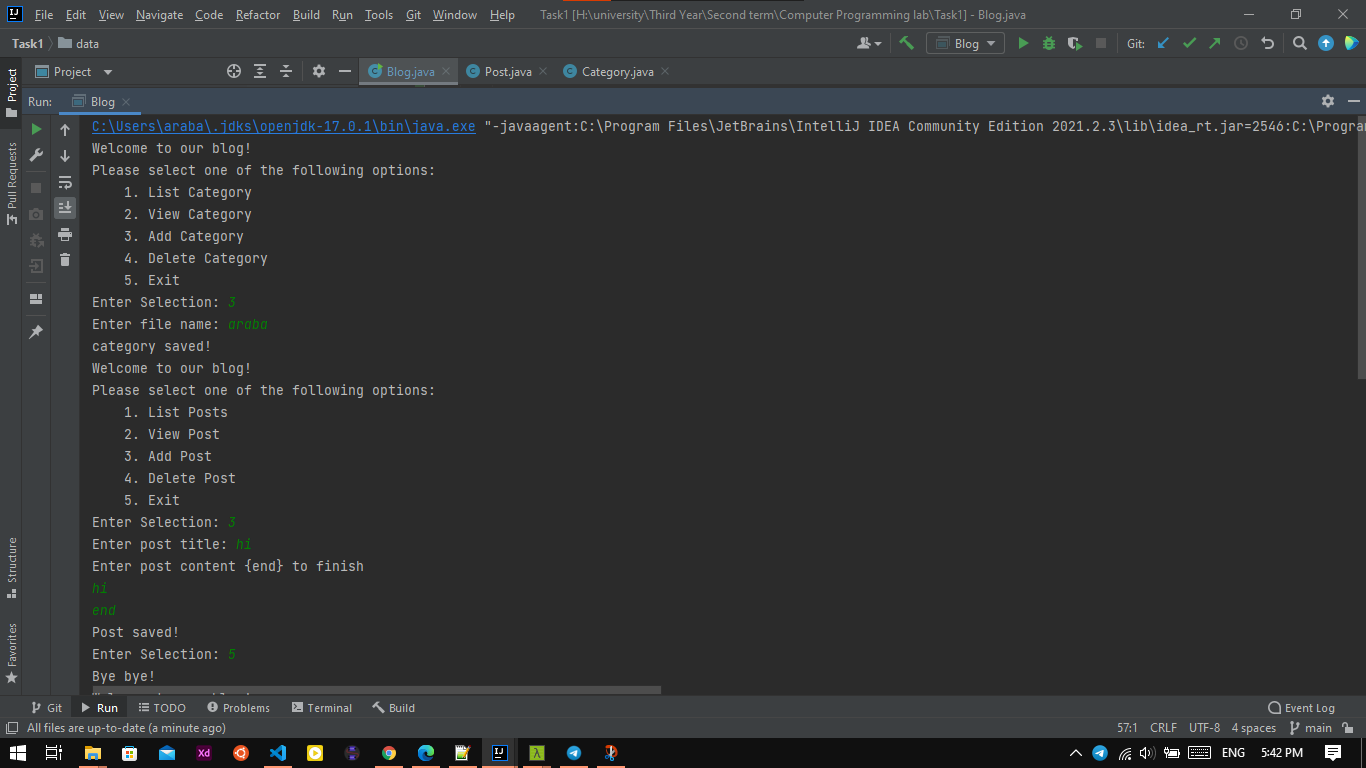 File Edit View Navigate Code Refactor Build Run Tools Git Window Help Task1 [H:\university\Third Year\Second term\Computer Programming lab\Task1] - Blog.java
Task1 data Blog Git:
Project Blog.java Post.java Category.java
Run: Blog
C:\Users\araba\.jdks\openjdk-17.0.1\bin\java.exe "-javaagent:C:\Program Files\JetBrains\IntelliJ IDEA Community Edition 2021.2.3\lib\idea_rt.jar=2546:C:\Program
Welcome to our blog!
Please select one of the following options:
1. List Category
2. View Category
3. Add Category
4. Delete Category
5. Exit
Enter Selection: 3
Enter file name: araba
category saved!
Welcome to our blog!
Please select one of the following options:
1. List Posts
2. View Post
3. Add Post
4. Delete Post
5. Exit
Enter Selection: 3
Enter post title: hi
Enter post content {end} to finish
hi
end
Post saved!
Enter Selection: 5
Bye bye!
Project
Pull Requests
Structure
Favorites
Git Run TODO Problems Terminal Build Event Log
All files are up-to-date (a minute ago) 57:1 CRLF UTF-8 4 spaces main
Xd ENG 5:42 PM